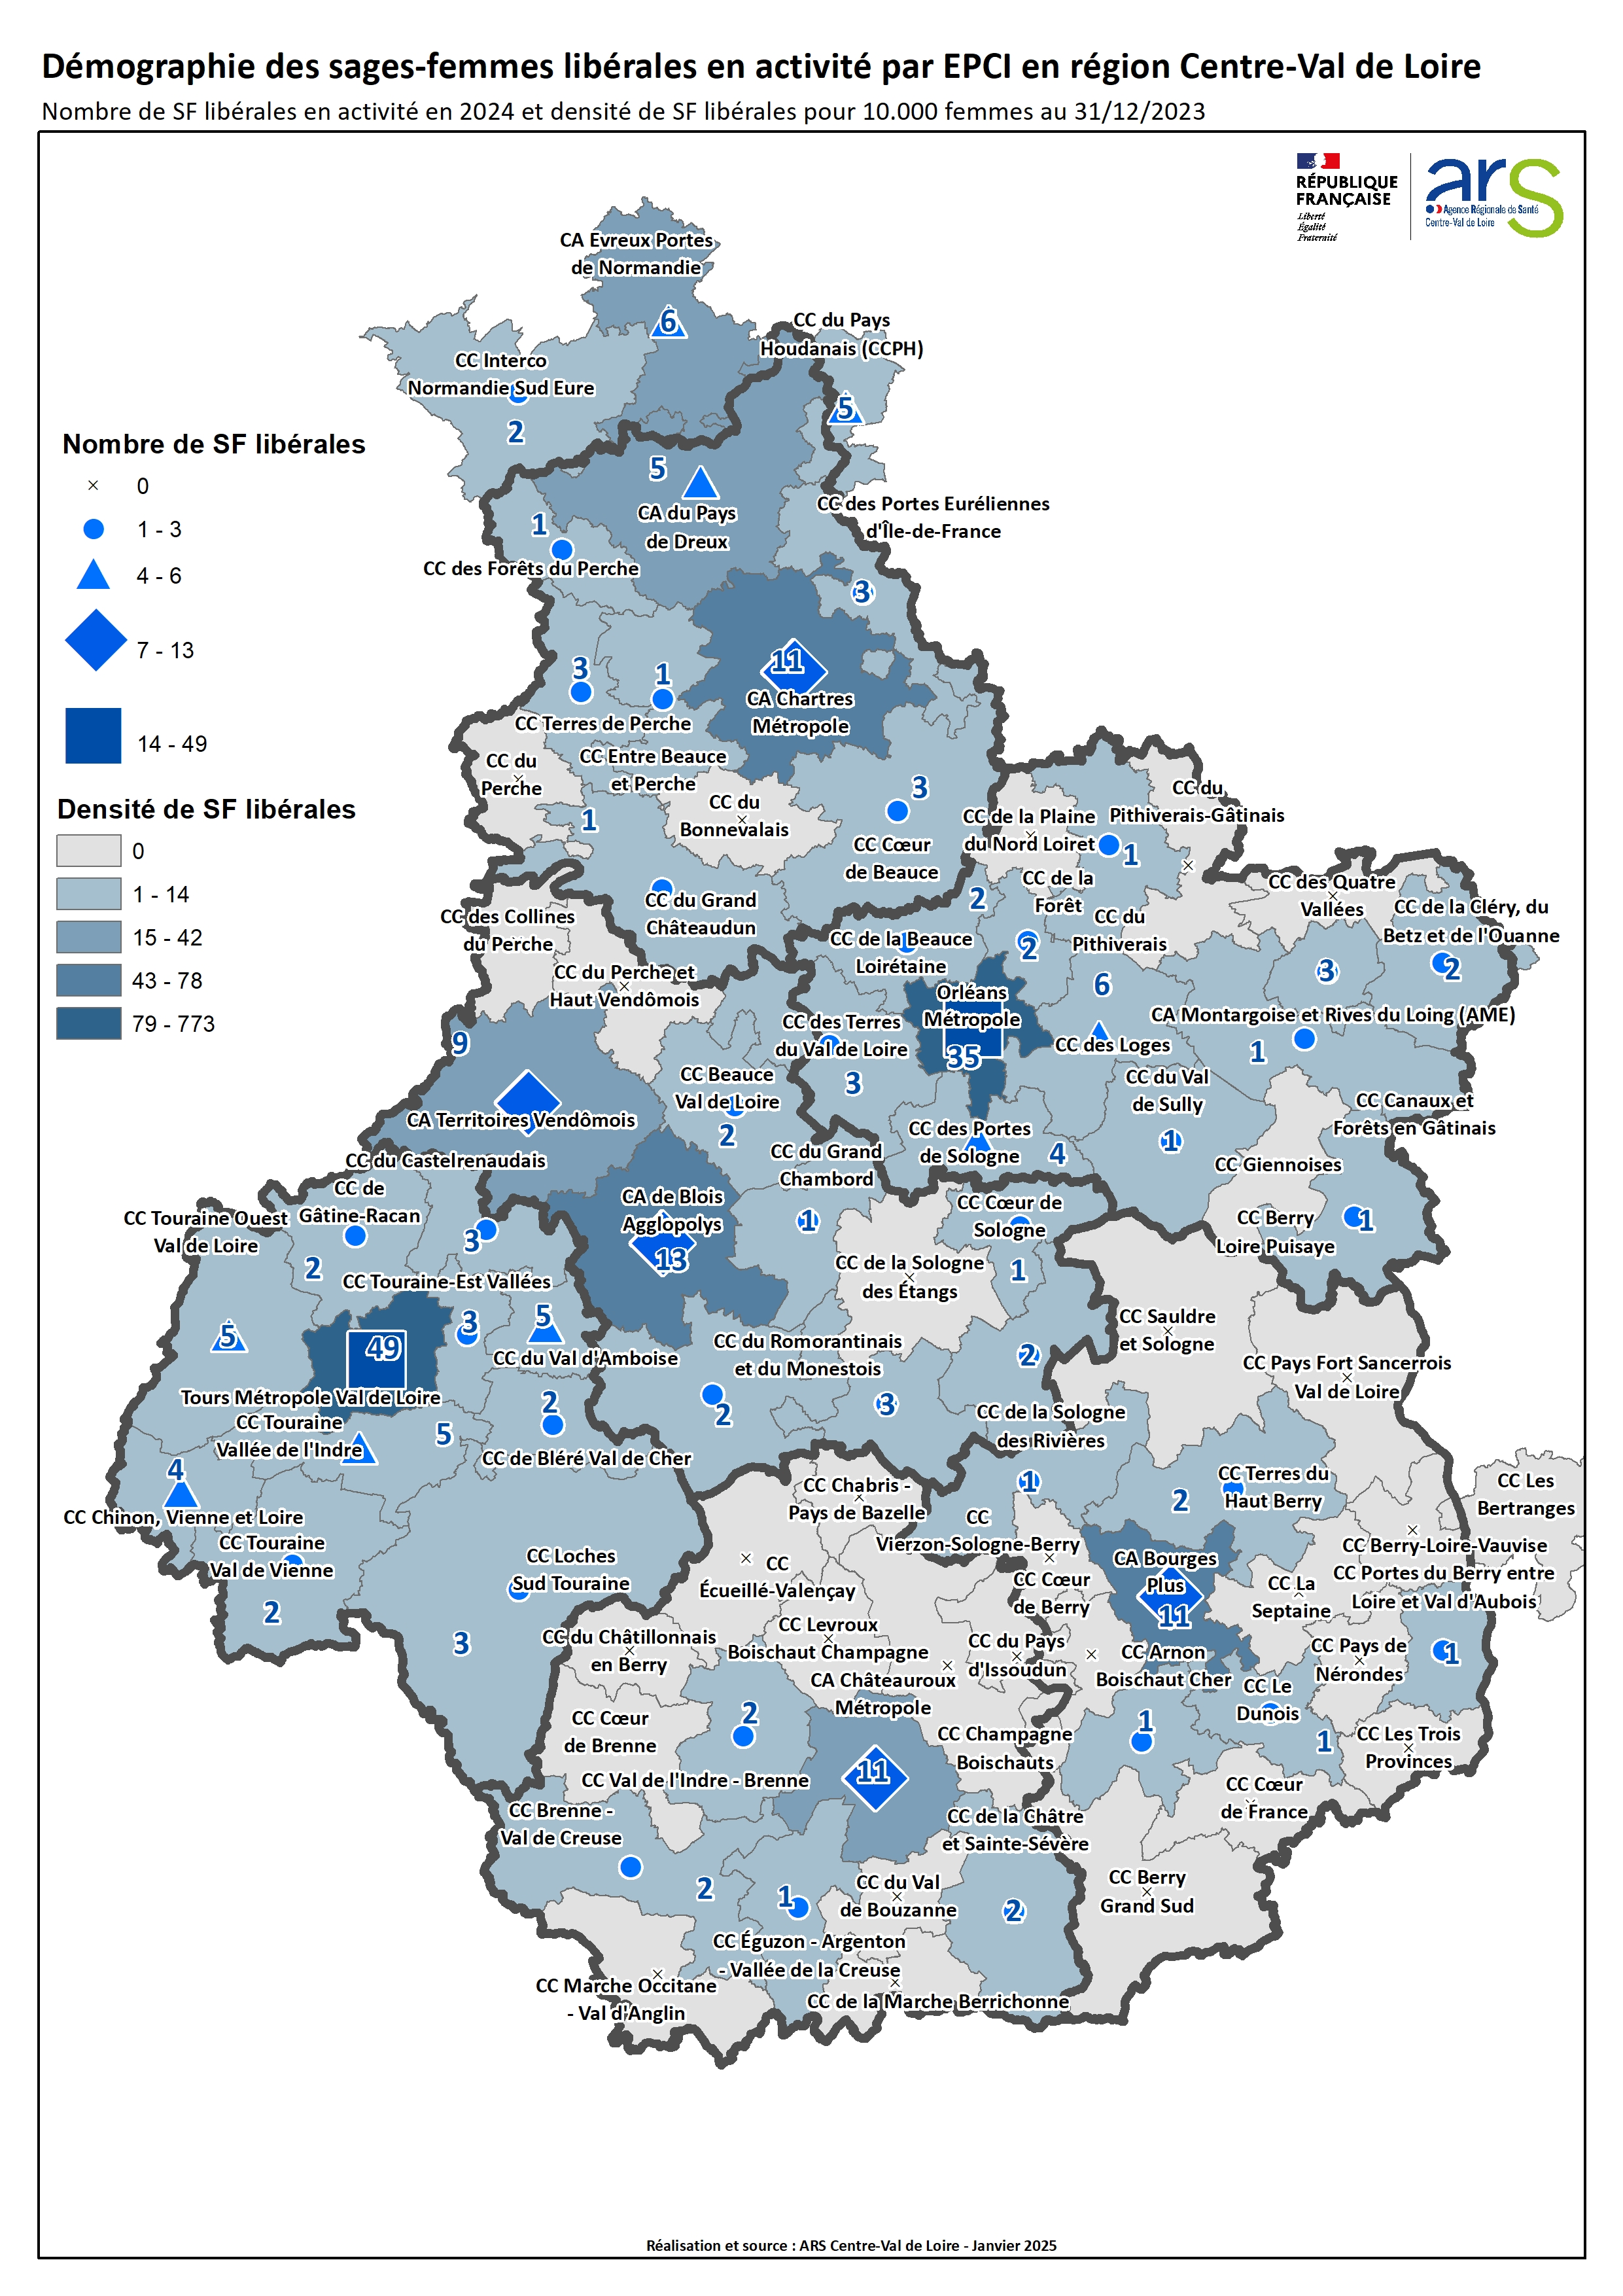 Démographie des sages-femmes libérales en activité par EPCI en région Centre-Val de Loire
Nombre de SF libérales en activité en 2024 et densité de SF libérales pour 10.000 femmes au 31/12/2023
RÉPUBLIQUE
FRANÇAISE
Liberté
Égalité
Fraternité
ars
Agence Régionale de Santé
Centre-Val de Loire
CA Evreux Portes
de Normandie
6
CC du Pays
Houdanais (CCPH)
5
CC Interco
Normandie Sud Eure
2
Nombre de SF libérales
0
1 - 3
4 - 6
7 - 13
14 - 49
Densité de SF libérales
0
1 - 14
15 - 42
43 - 78
79 - 773
5
CA du Pays
de Dreux
CC des Portes Euréliennes
d'Île-de-France
3
1
CC des Forêts du Perche
3
1
CC Terres de Perche
11
CA Chartres
Métropole
CC du
Perche
CC Entre Beauce
et Perche
1
CC du
Bonnevalais
3
CC Cœur
de Beauce
CC de la Plaine
du Nord Loiret
CC du
Pithiverais-Gâtinais
1
CC de la
Forêt
2
CC du
Pithiverais
CC des Quatre
Vallées
CC de la Cléry, du
Betz et de l'Ouanne
CC du Grand
Châteaudun
CC des Collines
du Perche
CC de la Beauce
Loirétaine
2
3
2
CC du Perche et
Haut Vendômois
6
Orléans
Métropole
35
CA Montargoise et Rives du Loing (AME)
1
CC des Terres
du Val de Loire
3
CC des Loges
9
CA Territoires Vendômois
CC Beauce
Val de Loire
2
CC du Val
de Sully
1
CC Canaux et
Forêts en Gâtinais
CC des Portes
de Sologne
4
CC du Grand
Chambord
1
CC Giennoises
CC du Castelrenaudais
3
CC de
Gâtine-Racan
2
CC Touraine Ouest
Val de Loire
5
CA de Blois
Agglopolys
13
CC Cœur de
Sologne
1
CC Berry
Loire Puisaye
1
CC de la Sologne
des Étangs
CC Touraine-Est Vallées
3
5
CC du Val d'Amboise
CC Sauldre
et Sologne
49
Tours Métropole Val de Loire
CC du Romorantinais
et du Monestois
2
3
2
CC Pays Fort Sancerrois
Val de Loire
CC Touraine
Vallée de l'Indre
5
2
CC de Bléré Val de Cher
CC de la Sologne
des Rivières
4
CC Chinon, Vienne et Loire
CC Chabris -
Pays de Bazelle
1
CC
Vierzon-Sologne-Berry
2
CC Terres du
Haut Berry
CC Les
Bertranges
CC Touraine
Val de Vienne
2
CC Loches
Sud Touraine
3
CC
Écueillé-Valençay
CC Cœur
de Berry
CA Bourges
Plus
11
CC La
Septaine
CC Berry-Loire-Vauvise
CC Portes du Berry entre
Loire et Val d'Aubois
1
CC du Châtillonnais
en Berry
CC Levroux
Boischaut Champagne
CC du Pays
d'Issoudun
CC Arnon
Boischaut Cher
1
CC Pays de
Nérondes
CC Le
Dunois
1
CA Châteauroux
Métropole
11
CC Cœur
de Brenne
2
CC Val de l'Indre - Brenne
CC Champagne
Boischauts
CC Les Trois
Provinces
CC Cœur
de France
CC Brenne -
Val de Creuse
2
CC de la Châtre
et Sainte-Sévère
2
CC du Val
de Bouzanne
CC Berry
Grand Sud
1
CC Éguzon - Argenton
- Vallée de la Creuse
CC Marche Occitane
- Val d'Anglin
CC de la Marche Berrichonne
Réalisation et source : ARS Centre-Val de Loire - Janvier 2025